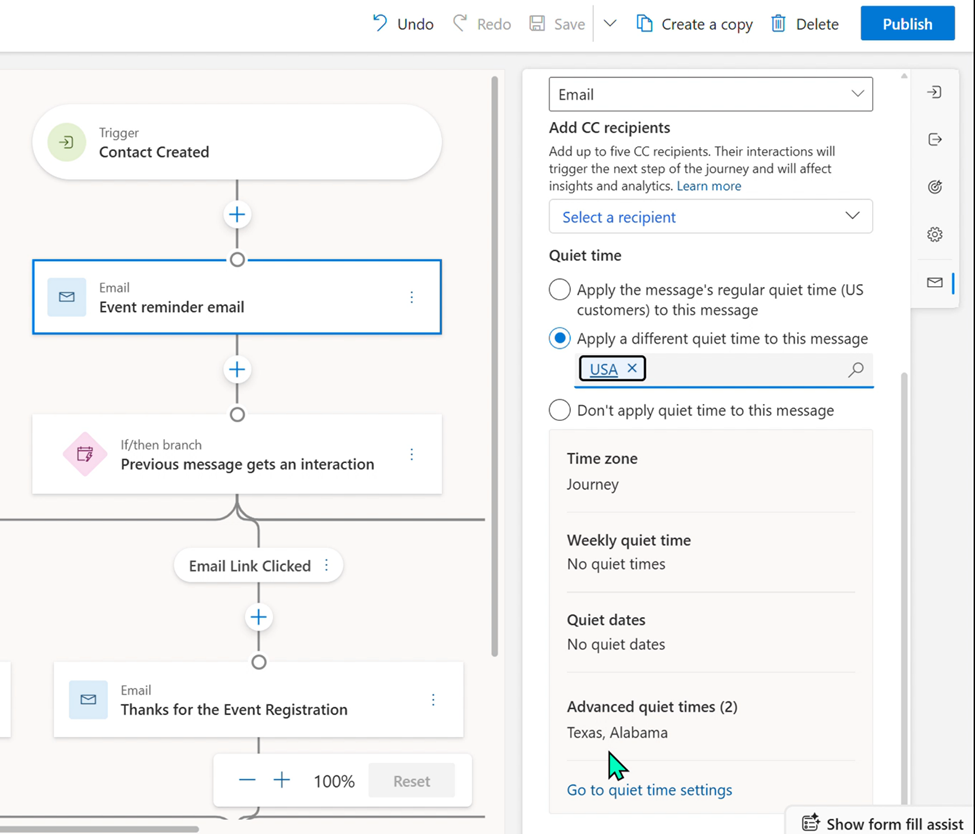 Undo
Redo
Save
Create a copy
Delete
Publish
Trigger
Contact Created
Email
Event reminder email
If/then branch
Previous message gets an interaction
Email Link Clicked
Email
Thanks for the Event Registration
100%
Reset
Email
Add CC recipients
Add up to five CC recipients. Their interactions will
trigger the next step of the journey and will affect
insights and analytics. Learn more
Select a recipient
Quiet time
Apply the message's regular quiet time (US
customers) to this message
Apply a different quiet time to this message
USA
Don't apply quiet time to this message
Time zone
Journey
Weekly quiet time
No quiet times
Quiet dates
No quiet dates
Advanced quiet times (2)
Texas, Alabama
Go to quiet time settings
Show form fill assist